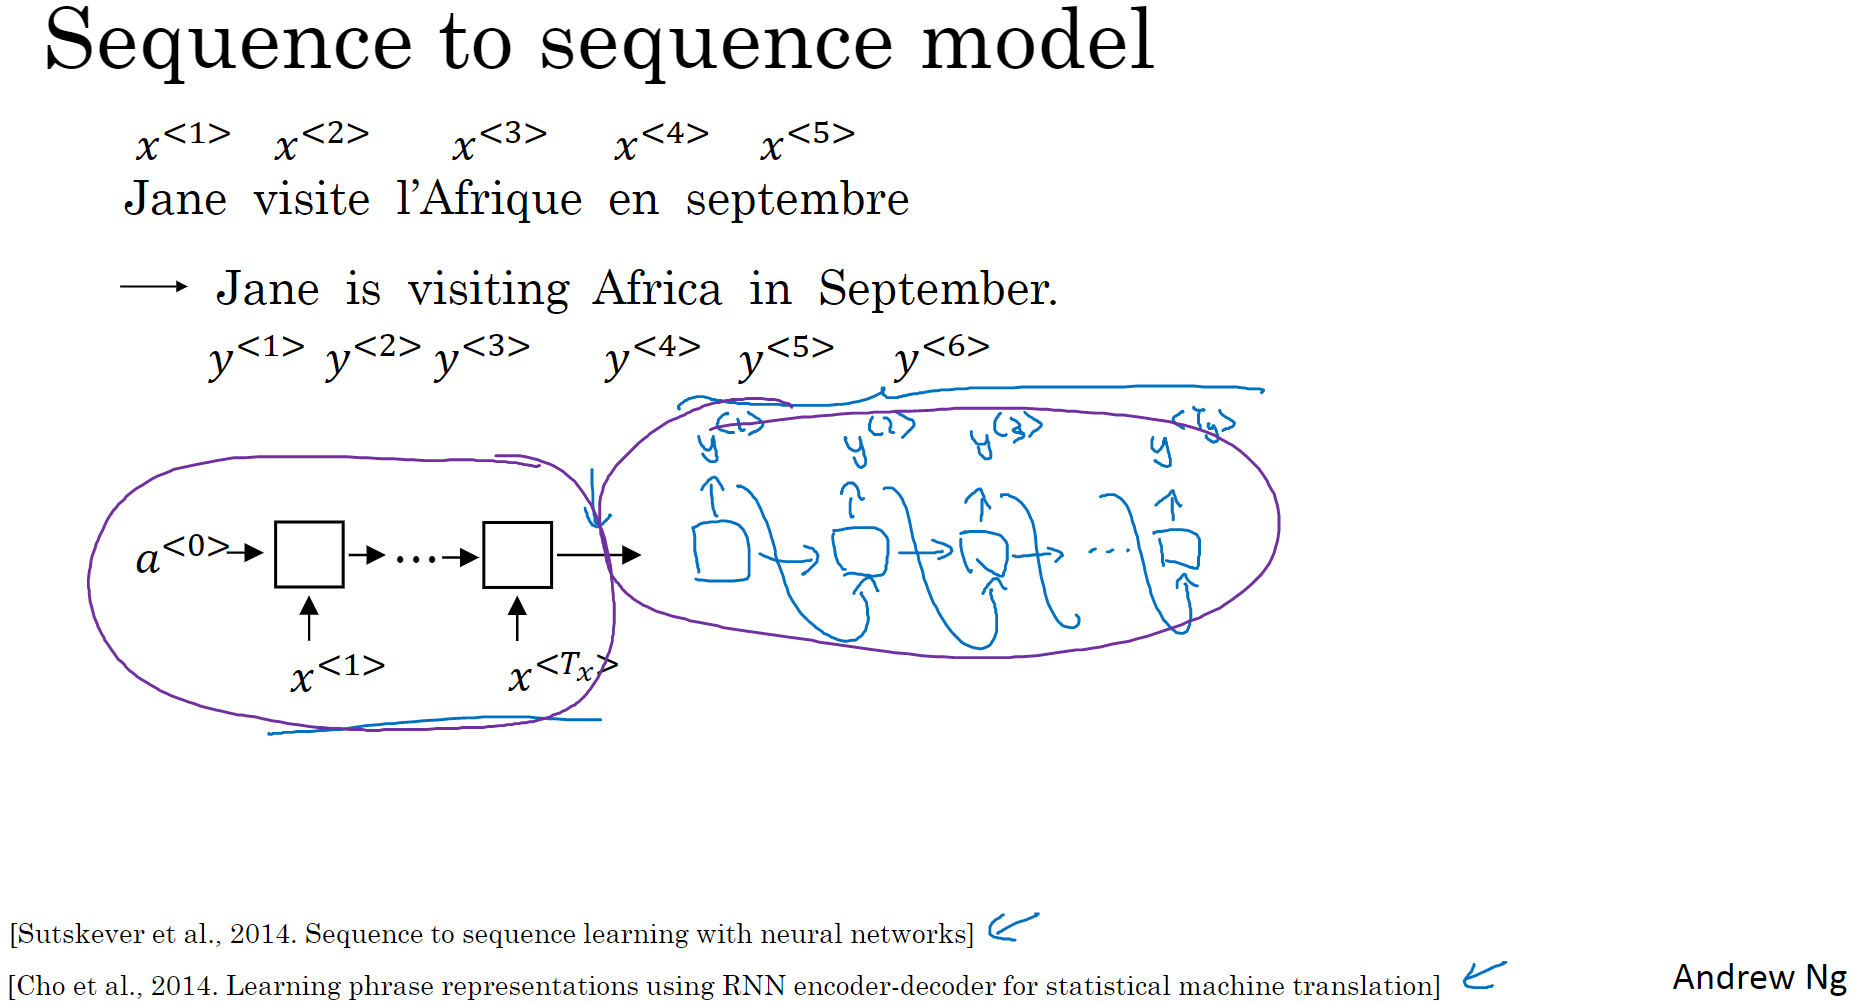 Sequence to sequence model
x<1> x<2> x<3> x<4> x<5>
Jane visite l’Afrique en septembre
→ Jane is visiting Africa in September.
y<1> y<2> y<3> y<4> y<5> y<6>
y<1> y<2> y<3> y<Ty>
a<0> ... ...
x<1> x<Tx>
[Sutskever et al., 2014. Sequence to sequence learning with neural networks]
[Cho et al., 2014. Learning phrase representations using RNN encoder-decoder for statistical machine translation]
Andrew Ng